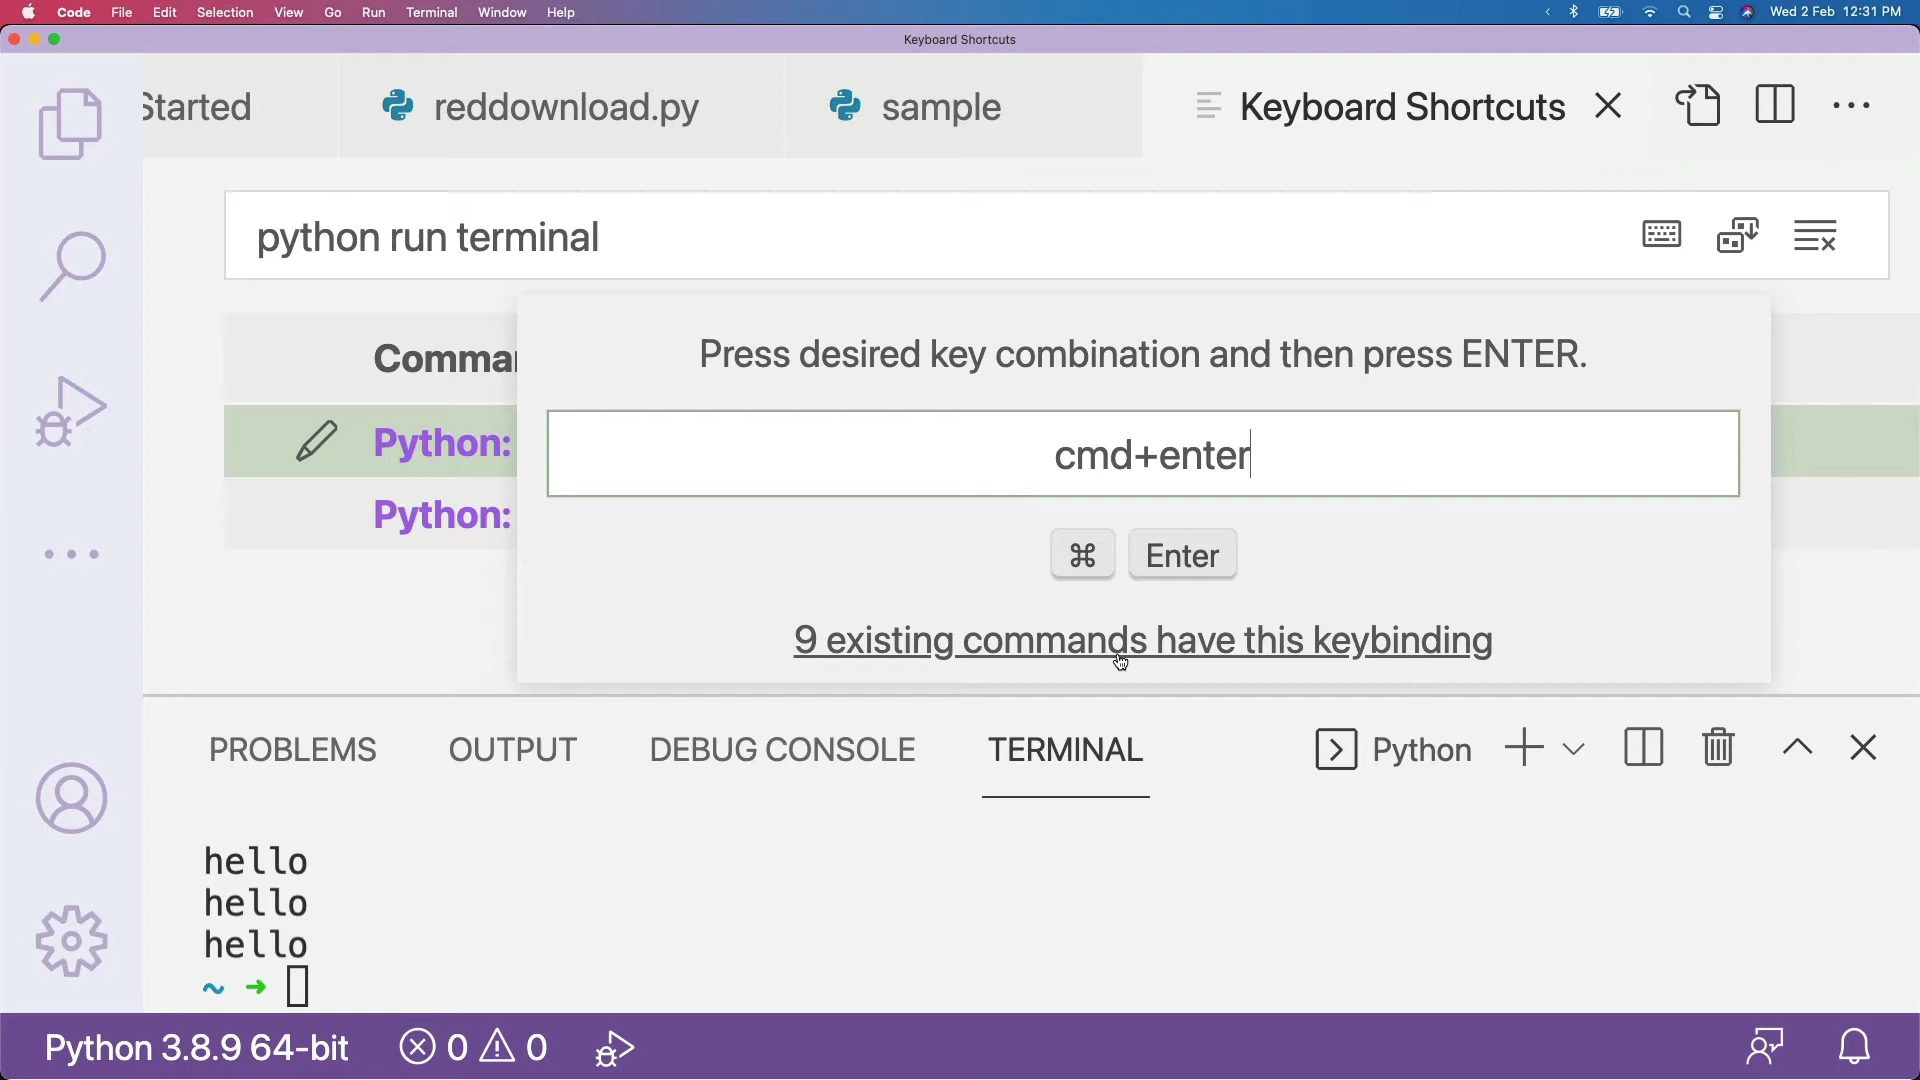 Code File Edit Selection View Go Run Terminal Window Help Wed 2 Feb 12:31 PM
Keyboard Shortcuts
Started reddownload.py sample Keyboard Shortcuts
python run terminal
Press desired key combination and then press ENTER.
Python:
cmd+enter
Python:
⌘ Enter
9 existing commands have this keybinding
PROBLEMS OUTPUT DEBUG CONSOLE TERMINAL Python
hello
hello
hello
~ ➜
Python 3.8.9 64-bit 0 0